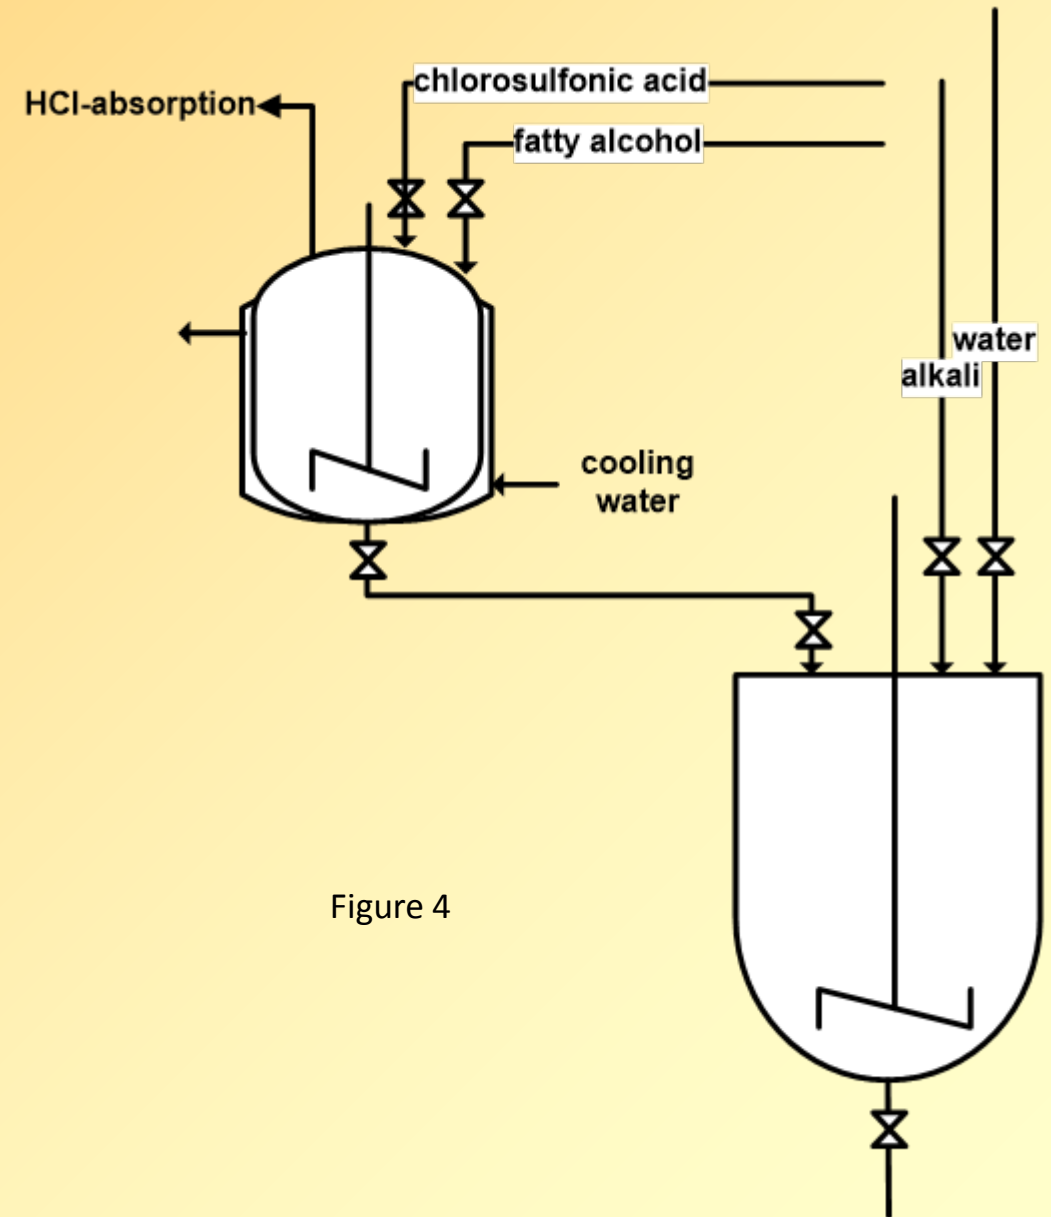 chlorosulfonic acid
HCl-absorption
fatty alcohol
water
alkali
cooling
water
Figure 4